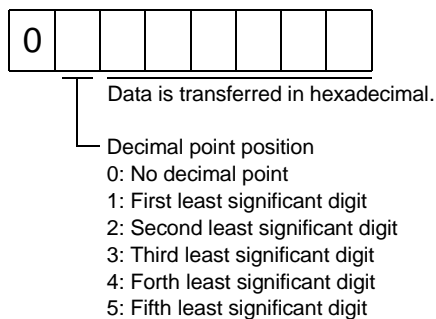 0
Data is transferred in hexadecimal.
Decimal point position
0: No decimal point
1: First least significant digit
2: Second least significant digit
3: Third least significant digit
4: Forth least significant digit
5: Fifth least significant digit